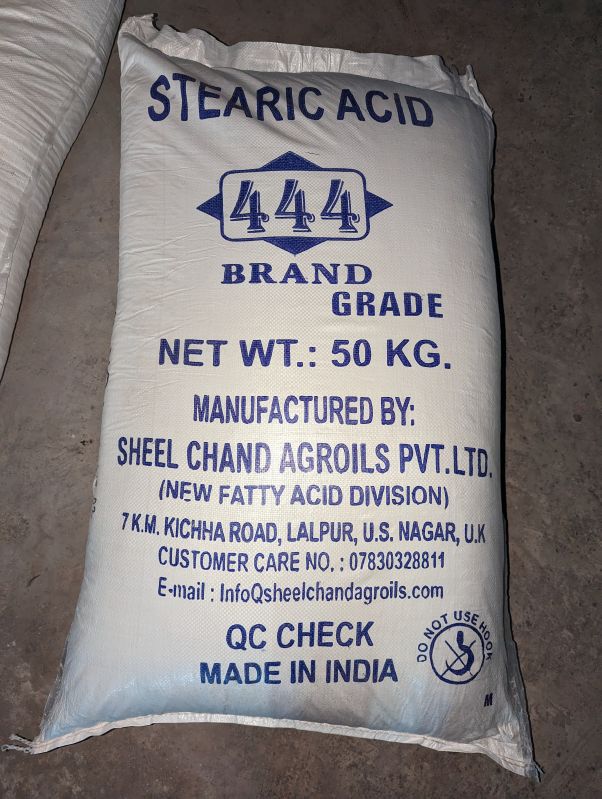 STEARIC ACID
444
BRAND
GRADE
NET WT.: 50 KG.
MANUFACTURED BY:
SHEEL CHAND AGROILS PVT.LTD.
(NEW FATTY ACID DIVISION)
7 K.M. KICHHA ROAD, LALPUR, U.S. NAGAR, U.K
CUSTOMER CARE NO. : 07830328811
E-mail : InfoQsheelchandagroils.com
QC CHECK
MADE IN INDIA
DO NOT USE HOOK
M